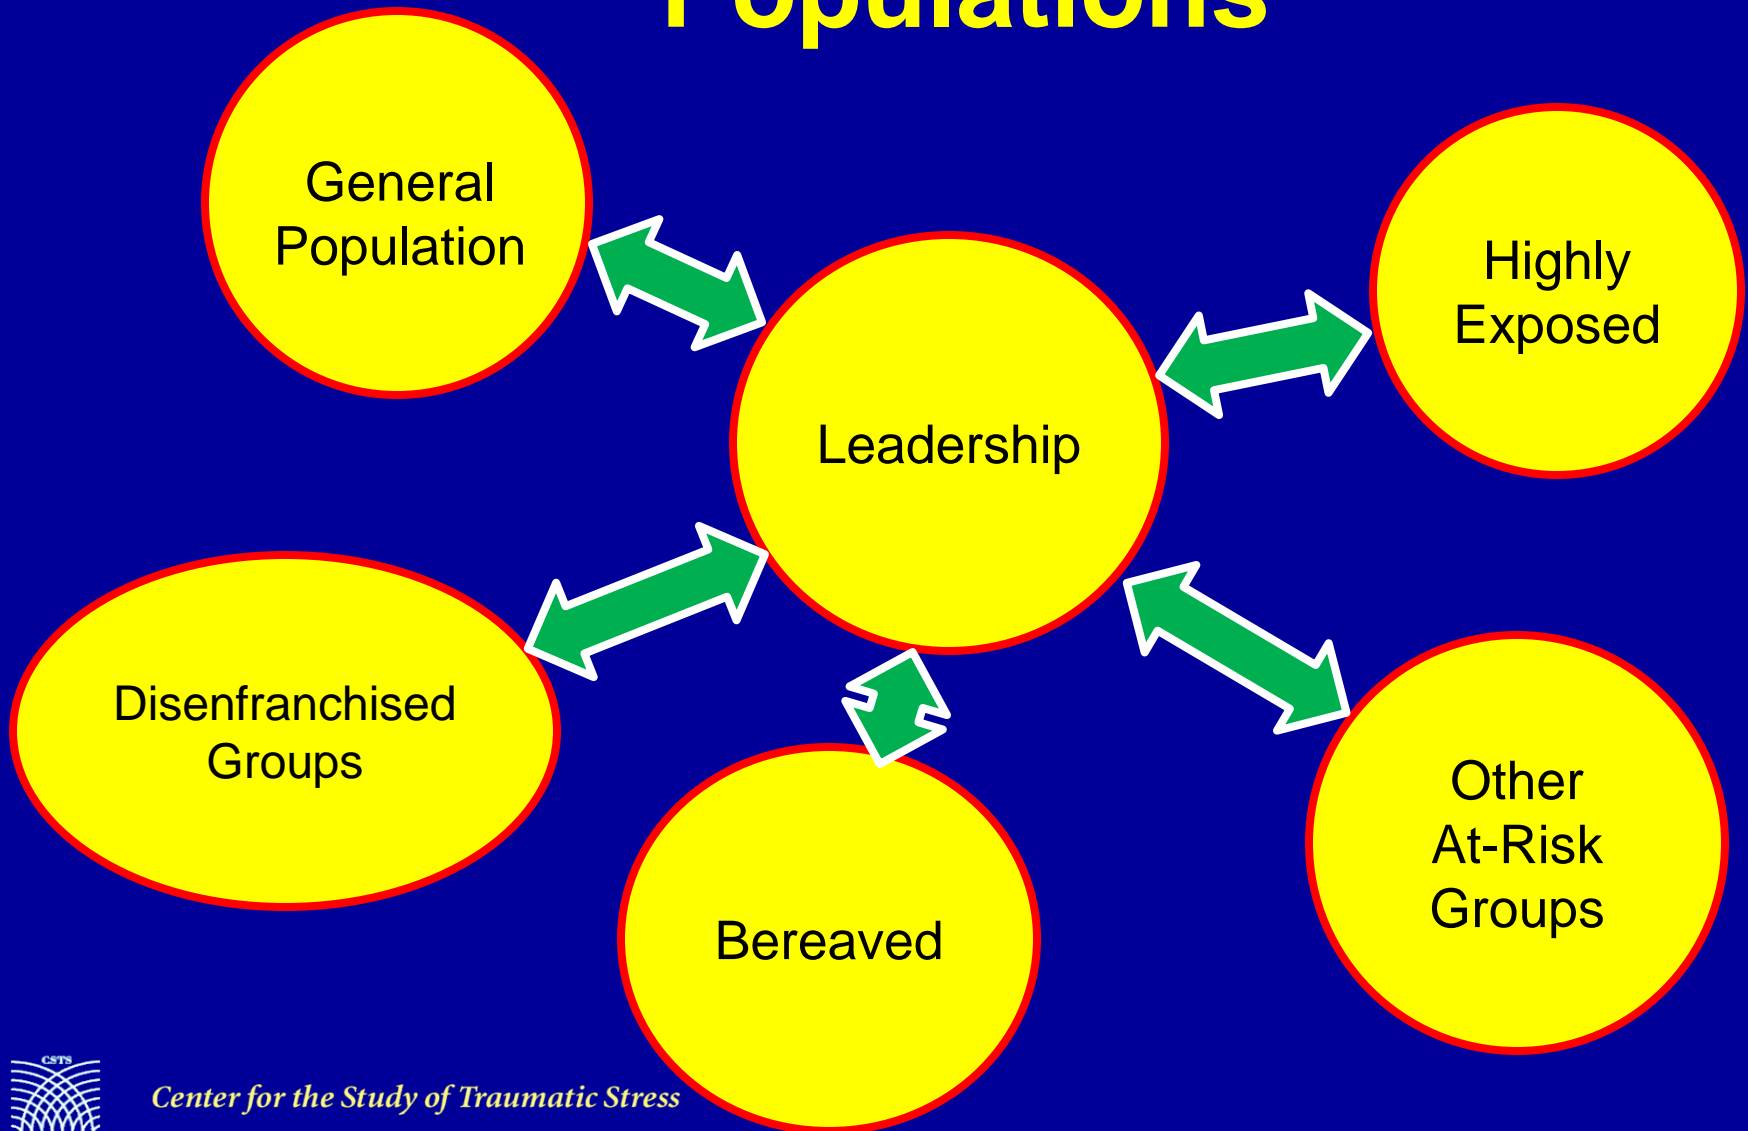 Populations
General
Population
Highly
Exposed
Leadership
Disenfranchised
Groups
Other
At-Risk
Groups
Bereaved
CSTS
Center for the Study of Traumatic Stress